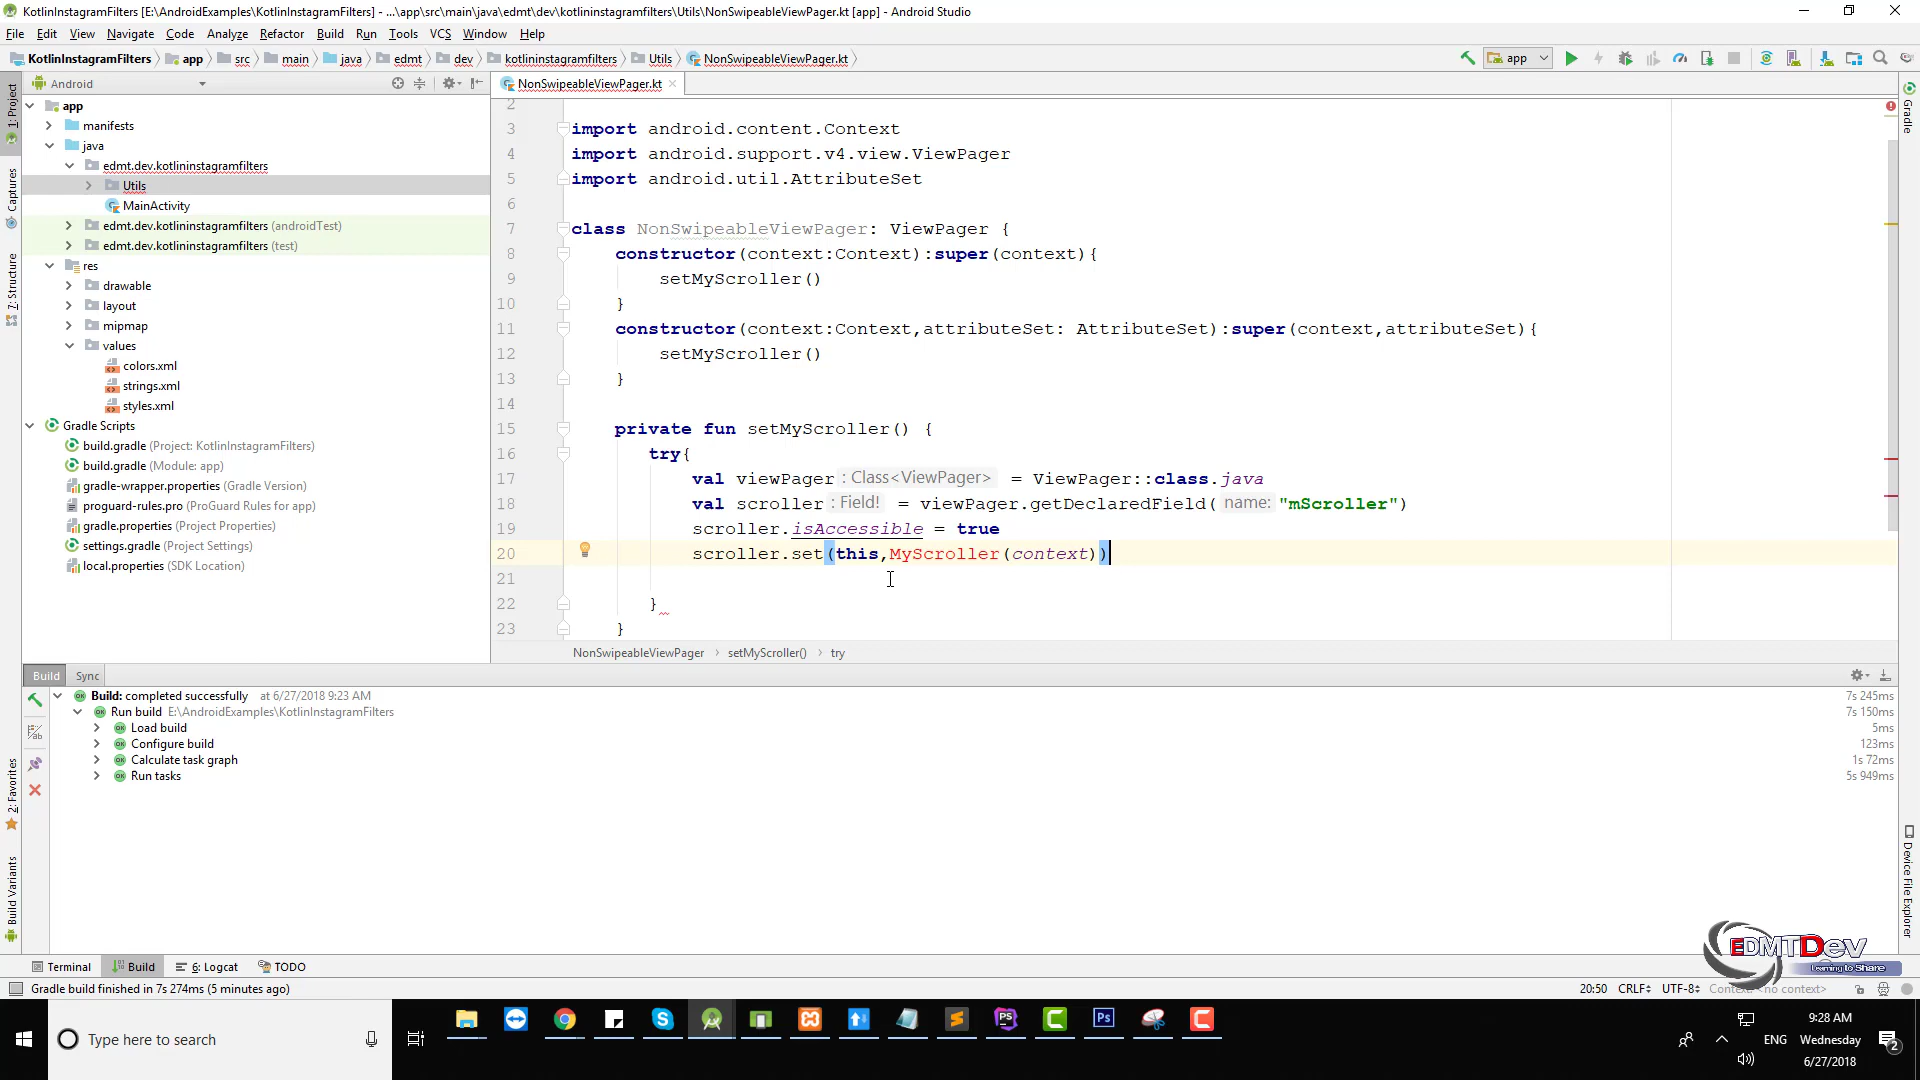 KotlinInstagramFilters [E:\AndroidExamples\KotlinInstagramFilters] - ...\app\src\main\java\edmt\dev\kotlininstagramfilters\Utils\NonSwipeableViewPager.kt [app] - Android Studio
File Edit View Navigate Code Analyze Refactor Build Run Tools VCS Window Help
KotlinInstagramFilters app src main java edmt dev kotlininstagramfilters Utils NonSwipeableViewPager.kt app
Android NonSwipeableViewPager.kt
1: Project
Captures
7: Structure
2: Favorites
Build Variants
Gradle
Device File Explorer
app
manifests
java
edmt.dev.kotlininstagramfilters
Utils
MainActivity
edmt.dev.kotlininstagramfilters (androidTest)
edmt.dev.kotlininstagramfilters (test)
res
drawable
layout
mipmap
values
colors.xml
strings.xml
styles.xml
Gradle Scripts
build.gradle (Project: KotlinInstagramFilters)
build.gradle (Module: app)
gradle-wrapper.properties (Gradle Version)
proguard-rules.pro (ProGuard Rules for app)
gradle.properties (Project Properties)
settings.gradle (Project Settings)
local.properties (SDK Location)
2
3 import android.content.Context
4 import android.support.v4.view.ViewPager
5 import android.util.AttributeSet
6
7 class NonSwipeableViewPager: ViewPager {
8 constructor(context:Context):super(context){
9 setMyScroller()
10 }
11 constructor(context:Context,attributeSet: AttributeSet):super(context,attributeSet){
12 setMyScroller()
13 }
14
15 private fun setMyScroller() {
16 try{
17 val viewPager : Class<ViewPager> = ViewPager::class.java
18 val scroller : Field! = viewPager.getDeclaredField( name: "mScroller")
19 scroller.isAccessible = true
20 scroller.set(this,MyScroller(context))
21
22 }
23 }
NonSwipeableViewPager › setMyScroller() › try
Build Sync
Build: completed successfully at 6/27/2018 9:23 AM 7s 245ms
Run build E:\AndroidExamples\KotlinInstagramFilters 7s 150ms
Load build 5ms
Configure build 123ms
Calculate task graph 1s 72ms
Run tasks 5s 949ms
EDMTDev
Learning to Share
Terminal Build 6: Logcat TODO
Gradle build finished in 7s 274ms (5 minutes ago) 20:50 CRLF÷ UTF-8÷ Context: <no context>
Type here to search
9:28 AM
ENG Wednesday 2
6/27/2018